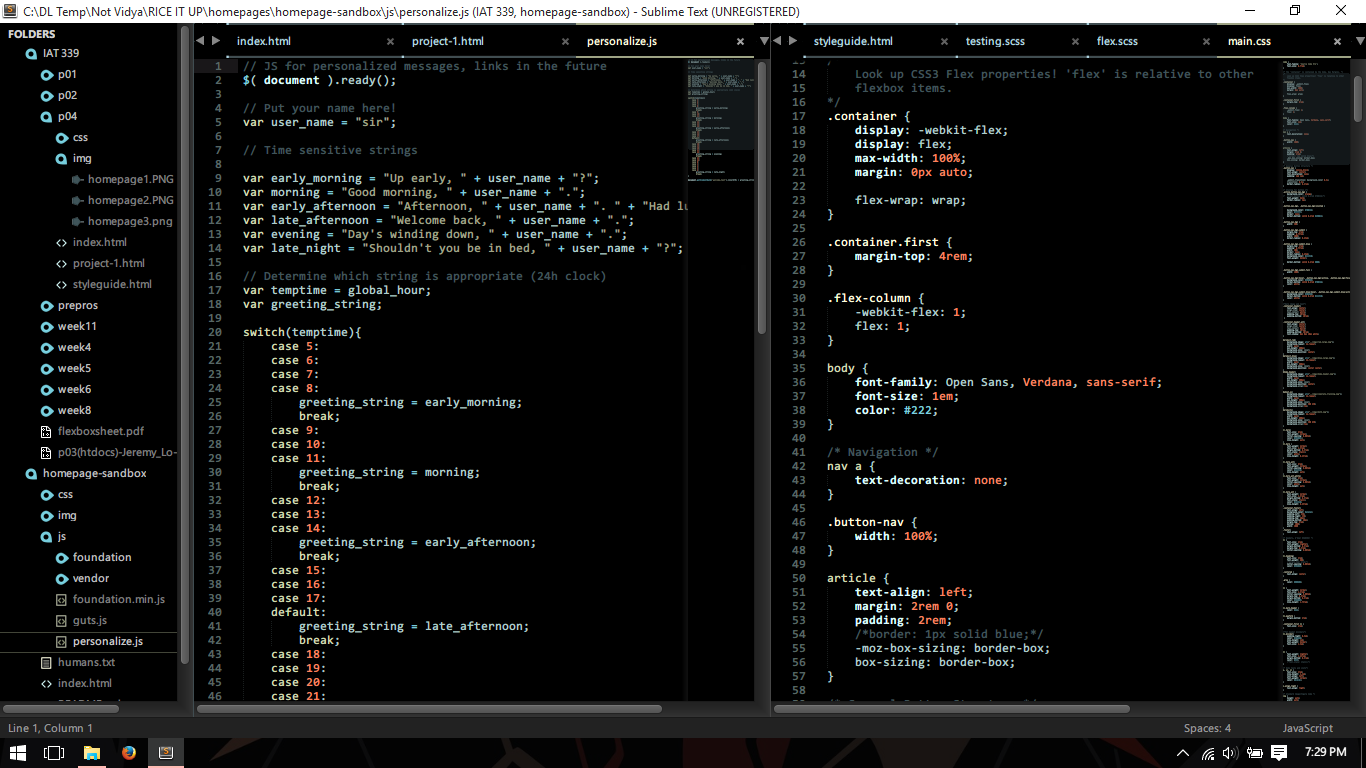 C:\DL Temp\Not Vidya\RICE IT UP\homepages\homepage-sandbox\js\personalize.js (IAT 339, homepage-sandbox) - Sublime Text (UNREGISTERED)
FOLDERS
IAT 339
p01
p02
p04
css
img
homepage1.PNG
homepage2.PNG
homepage3.png
index.html
project-1.html
styleguide.html
prepros
week11
week4
week5
week6
week8
flexboxsheet.pdf
p03(htdocs)-Jeremy_Lo-
homepage-sandbox
css
img
js
foundation
vendor
foundation.min.js
guts.js
personalize.js
humans.txt
index.html
index.html × project-1.html × personalize.js ×
1 // JS for personalized messages, links in the future
2 $( document ).ready();
3
4 // Put your name here!
5 var user_name = "sir";
6
7 // Time sensitive strings
8
9 var early_morning = "Up early, " + user_name + "?";
10 var morning = "Good morning, " + user_name + ".";
11 var early_afternoon = "Afternoon, " + user_name + ". " + "Had lu
12 var late_afternoon = "Welcome back, " + user_name + ".";
13 var evening = "Day's winding down, " + user_name + ".";
14 var late_night = "Shouldn't you be in bed, " + user_name + "?";
15
16 // Determine which string is appropriate (24h clock)
17 var temptime = global_hour;
18 var greeting_string;
19
20 switch(temptime){
21 case 5:
22 case 6:
23 case 7:
24 case 8:
25 greeting_string = early_morning;
26 break;
27 case 9:
28 case 10:
29 case 11:
30 greeting_string = morning;
31 break;
32 case 12:
33 case 13:
34 case 14:
35 greeting_string = early_afternoon;
36 break;
37 case 15:
38 case 16:
39 case 17:
40 default:
41 greeting_string = late_afternoon;
42 break;
43 case 18:
44 case 19:
45 case 20:
46 case 21:
styleguide.html × testing.scss × flex.scss × main.css ×
14 Look up CSS3 Flex properties! 'flex' is relative to other
15 flexbox items.
16 */
17 .container {
18 display: -webkit-flex;
19 display: flex;
20 max-width: 100%;
21 margin: 0px auto;
22
23 flex-wrap: wrap;
24 }
25
26 .container.first {
27 margin-top: 4rem;
28 }
29
30 .flex-column {
31 -webkit-flex: 1;
32 flex: 1;
33 }
34
35 body {
36 font-family: Open Sans, Verdana, sans-serif;
37 font-size: 1em;
38 color: #222;
39 }
40
41 /* Navigation */
42 nav a {
43 text-decoration: none;
44 }
45
46 .button-nav {
47 width: 100%;
48 }
49
50 article {
51 text-align: left;
52 margin: 2rem 0;
53 padding: 2rem;
54 /*border: 1px solid blue;*/
55 -moz-box-sizing: border-box;
56 box-sizing: border-box;
57 }
58
Line 1, Column 1
Spaces: 4
JavaScript
7:29 PM